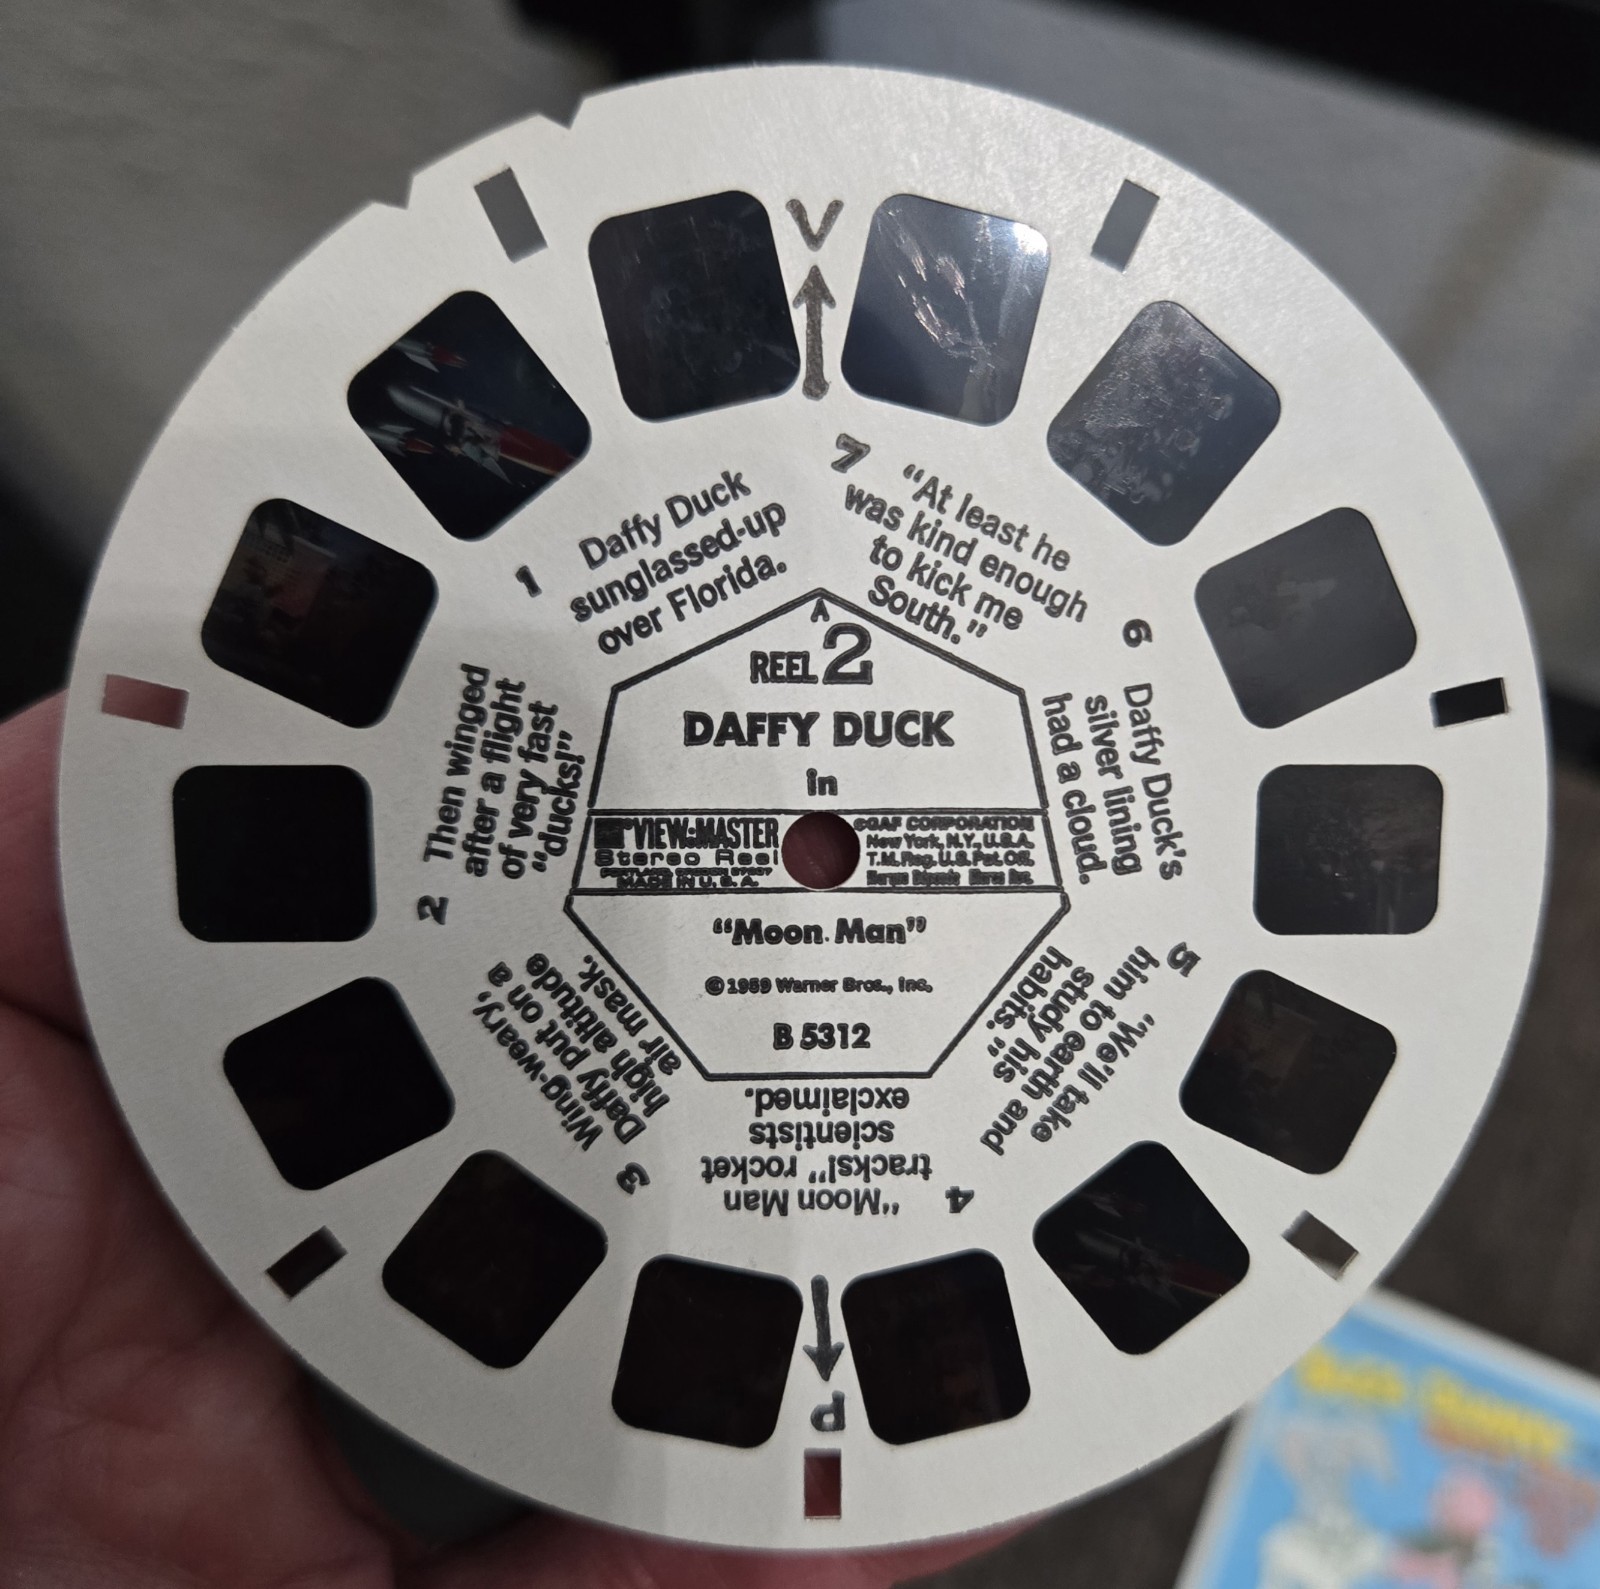 V
1
Daffy Duck
sunglassed-up
over Florida.
2
Then winged
after a flight
of very fast
"ducks!"
3
Wing-weary,
Daffy put on a
high altitude
air mask.
4
"Moon Man
tracks!" rocket
scientists
exclaimed.
5
"We'll take
him to earth and
study his
habits."
6
Daffy Duck's
silver lining
had a cloud.
7
"At least he
was kind enough
to kick me
South."
A
REEL 2
DAFFY DUCK
in
VIEW-MASTER
Stereo Reel
PORTLAND, OREGON 97207
MADE IN U.S.A.
©GAF CORPORATION
New York, N.Y., U.S.A.
T.M. Reg. U.S. Pat. Off.
"Moon Man"
© 1959 Warner Bros., Inc.
B 5312
P